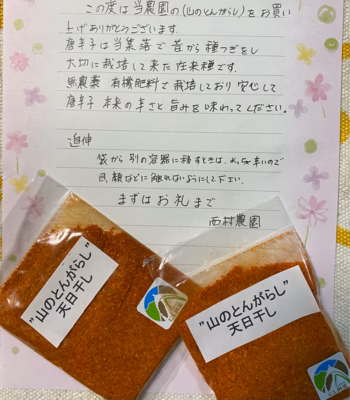 この度は当農園の(山のとんがらし)をお買い
上げありがとうございます。
唐辛子は当集落で昔から種つぎをし
大切に栽培して来た在来種です。
無農薬 有機肥料で栽培しており 安心して
唐辛子 本来の辛さと旨みを味わってください。
追伸
袋から 別の容器に移すときは、大変辛いので
目、顔などに触れないようにして下さい。
まずはお礼まで
西村農園
"山のとんがらし"
天日干し
"山のとんがらし"
天日干し